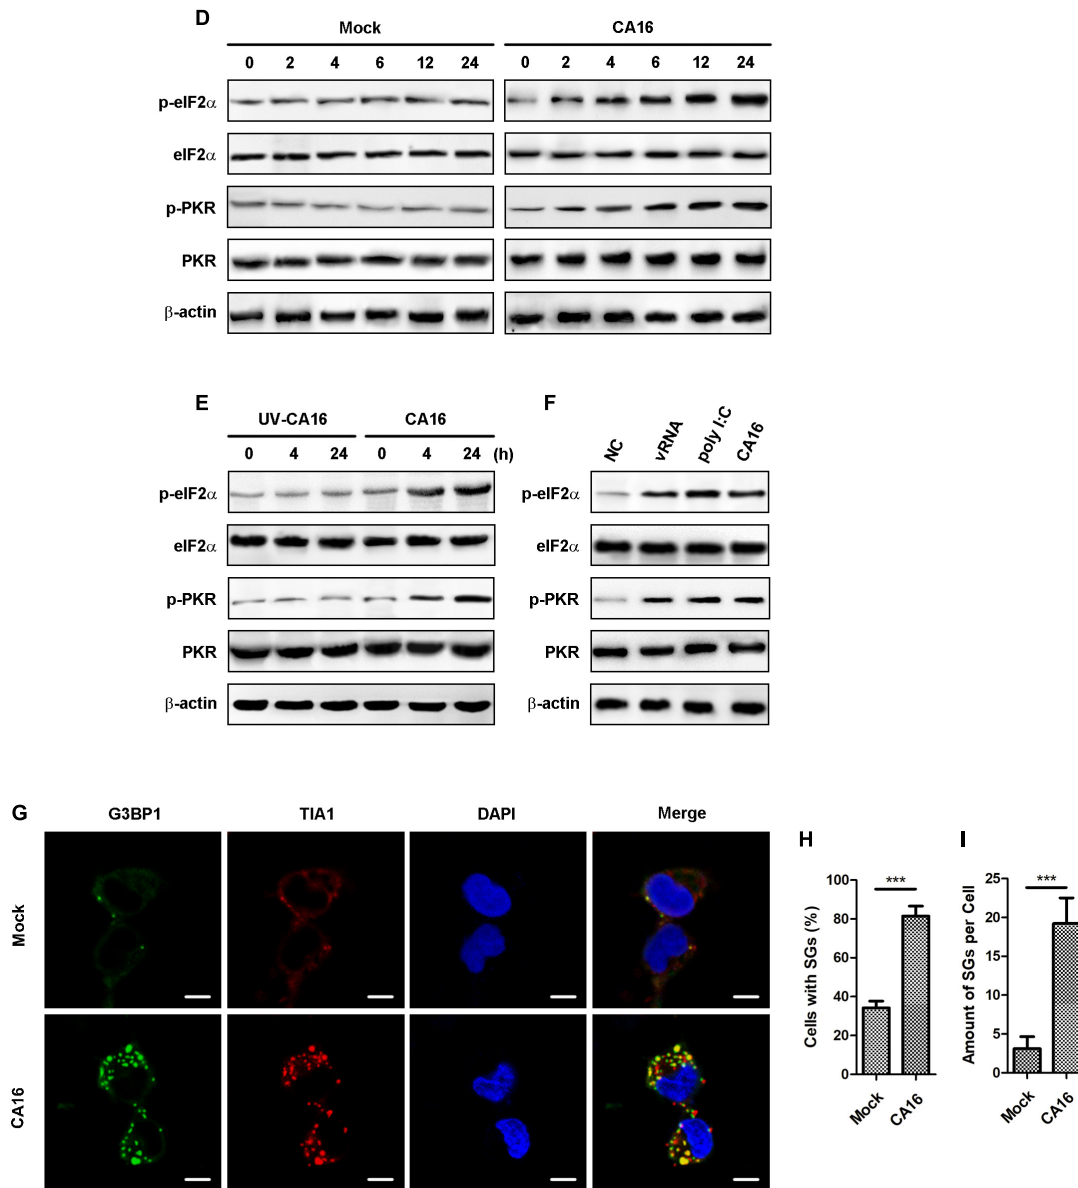 D
Mock CA16
0 2 4 6 12 24 0 2 4 6 12 24
p-eIF2α
eIF2α
p-PKR
PKR
β-actin
E F
UV-CA16 CA16
0 4 24 0 4 24 (h)
NC vRNA poly I:C CA16
p-eIF2α p-eIF2α
eIF2α eIF2α
p-PKR p-PKR
PKR PKR
β-actin β-actin
G G3BP1 TIA1 DAPI Merge
Mock
CA16
H
***
Cells with SGs (%)
100
80
60
40
20
0
Mock CA16
I
***
Amount of SGs per Cell
25
20
15
10
5
0
Mock CA16